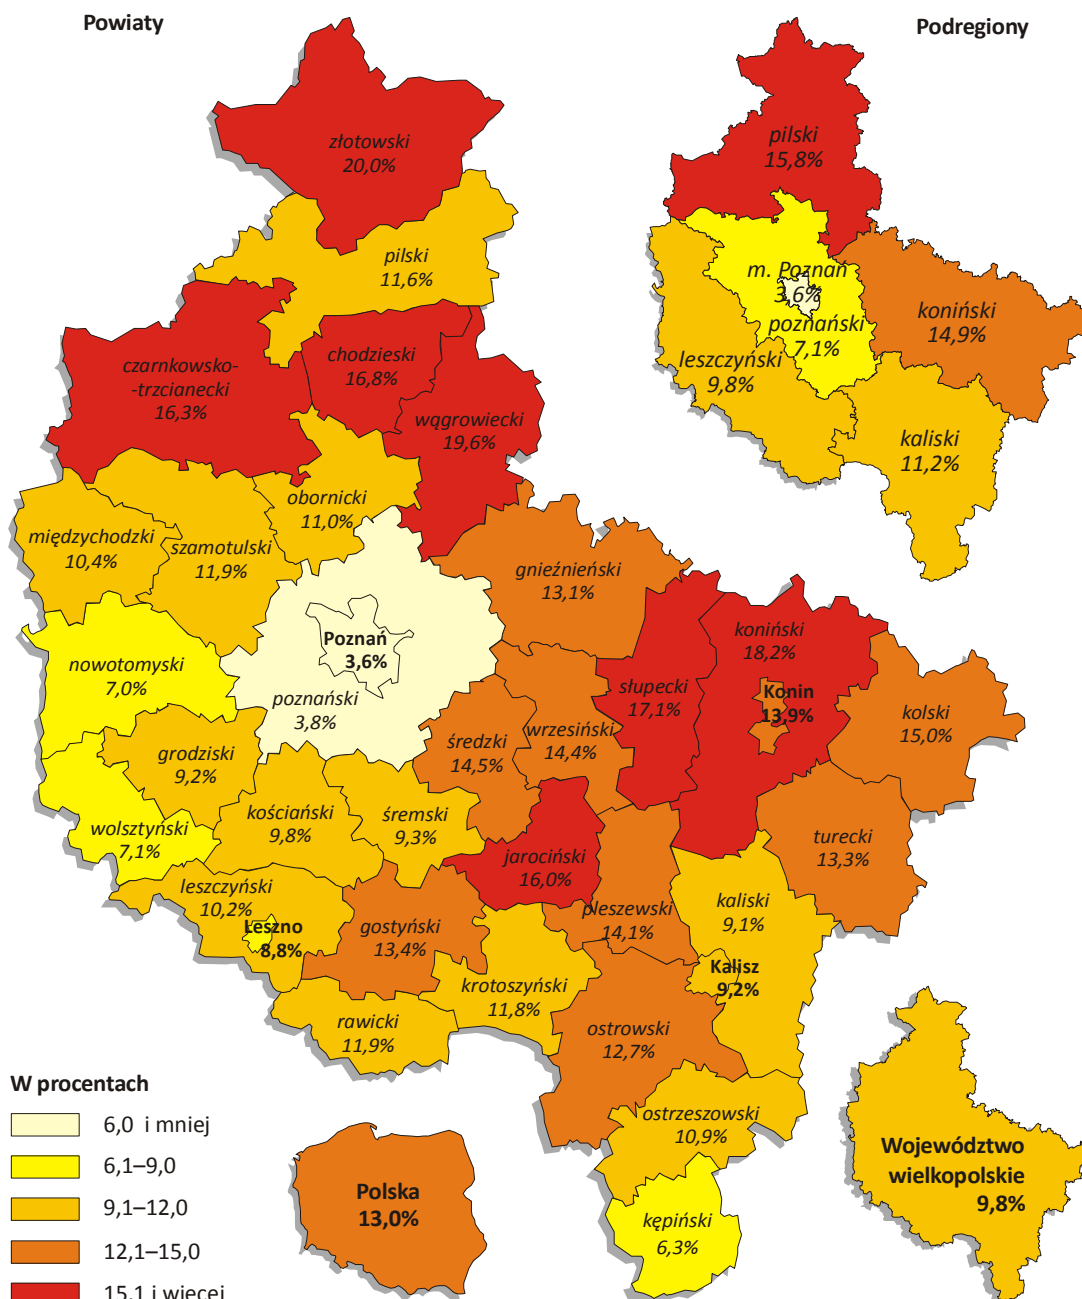 Powiaty
Podregiony
złotowski
20,0%
pilski
11,6%
czarnkowsko-
-trzcianecki
16,3%
chodzieski
16,8%
wągrowiecki
19,6%
obornicki
11,0%
międzychodzki
10,4%
szamotulski
11,9%
gnieźnieński
13,1%
Poznań
3,6%
poznański
3,8%
nowotomyski
7,0%
słupecki
17,1%
koniński
18,2%
Konin
13,9%
kolski
15,0%
grodziski
9,2%
średzki
14,5%
wrzesiński
14,4%
wolsztyński
7,1%
kościański
9,8%
śremski
9,3%
jarociński
16,0%
turecki
13,3%
leszczyński
10,2%
Leszno
8,8%
gostyński
13,4%
pleszewski
14,1%
kaliski
9,1%
Kalisz
9,2%
krotoszyński
11,8%
rawicki
11,9%
ostrowski
12,7%
ostrzeszowski
10,9%
kępiński
6,3%
pilski
15,8%
m. Poznań
3,6%
poznański
7,1%
koniński
14,9%
leszczyński
9,8%
kaliski
11,2%
W procentach
6,0 i mniej
6,1–9,0
9,1–12,0
12,1–15,0
15,1 i więcej
Polska
13,0%
Województwo
wielkopolskie
9,8%